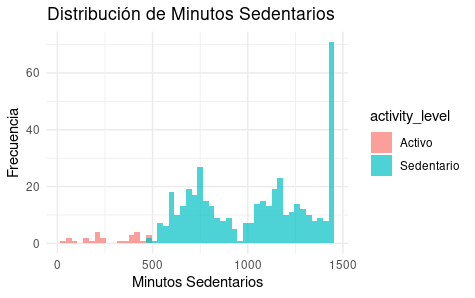 Distribución de Minutos Sedentarios
Frecuencia
60
40
20
0
0 500 1000 1500
Minutos Sedentarios
activity_level
Activo
Sedentario